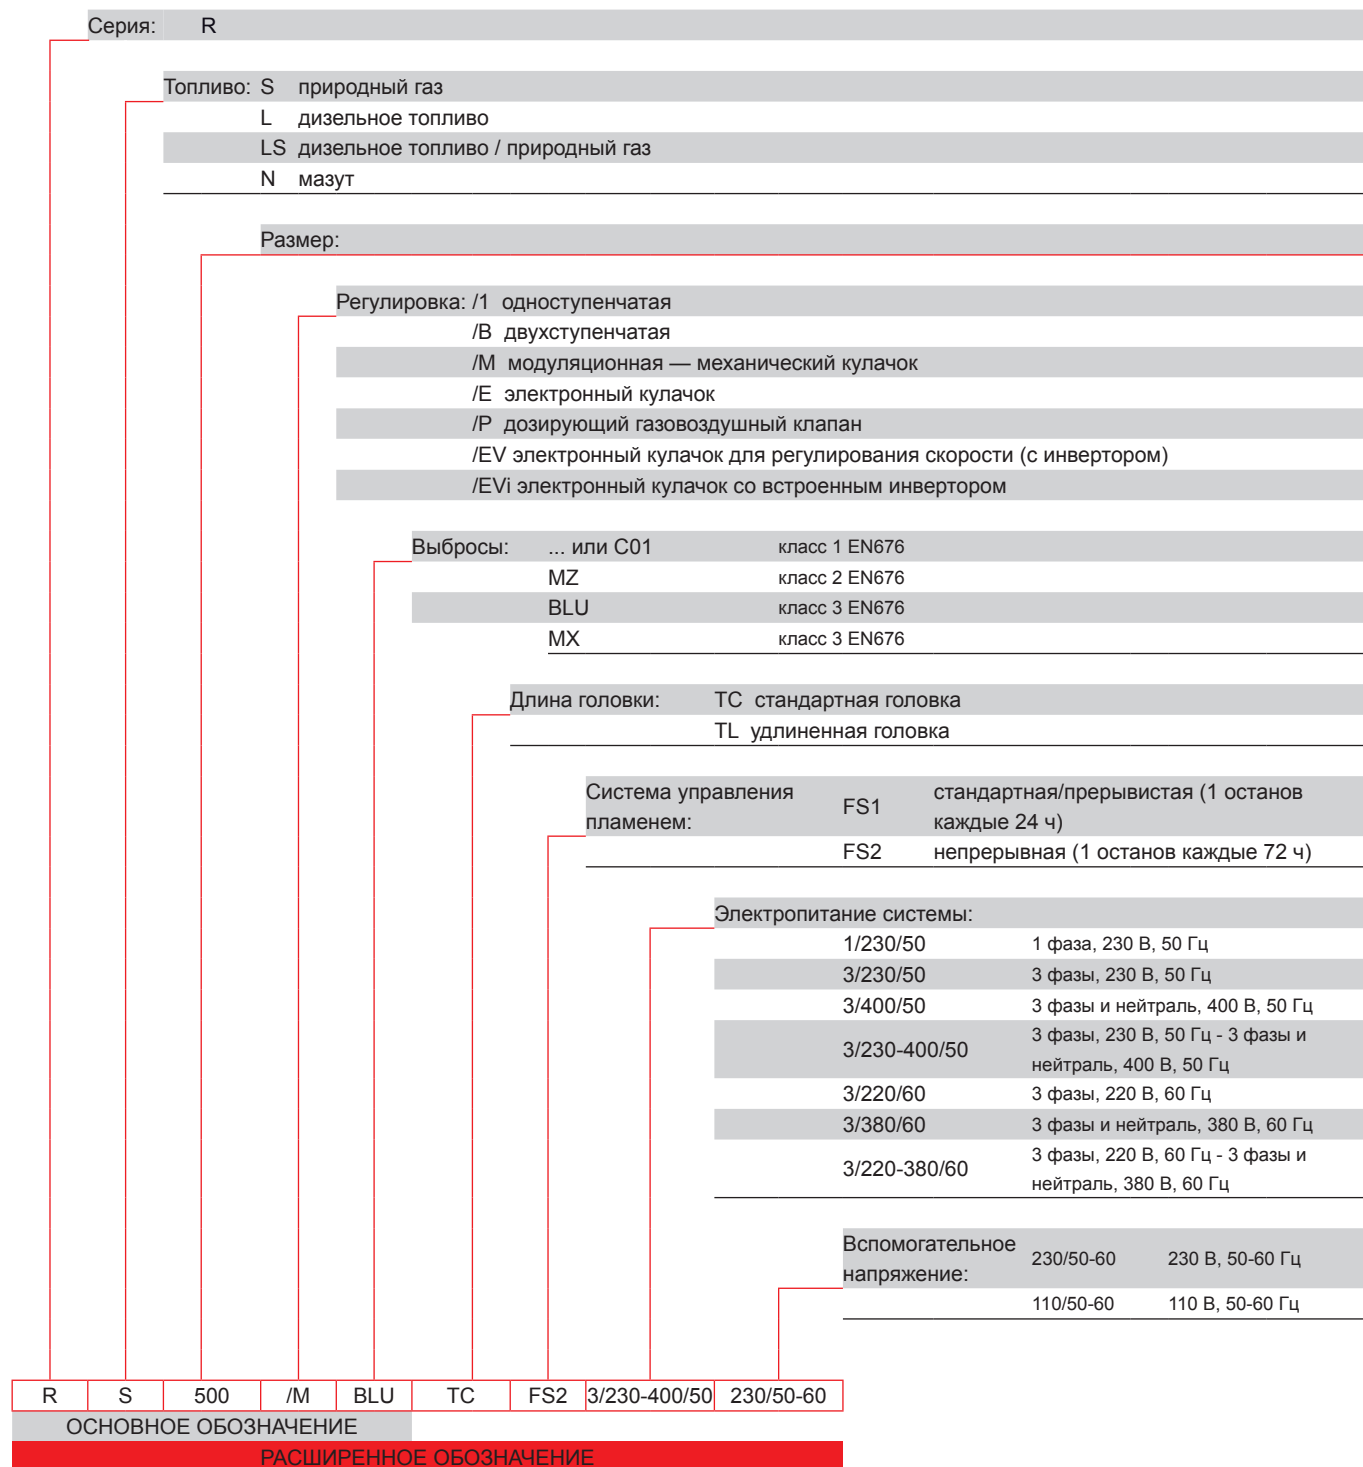 Серия: R
Топливо: S природный газ
L дизельное топливо
LS дизельное топливо / природный газ
N мазут
Размер:
Регулировка: /1 одноступенчатая
/B двухступенчатая
/M модуляционная — механический кулачок
/E электронный кулачок
/P дозирующий газовоздушный клапан
/EV электронный кулачок для регулирования скорости (с инвертором)
/EVi электронный кулачок со встроенным инвертором
Выбросы: ... или C01 класс 1 EN676
MZ класс 2 EN676
BLU класс 3 EN676
MX класс 3 EN676
Длина головки: TC стандартная головка
TL удлиненная головка
Система управления пламенем: FS1 стандартная/прерывистая (1 останов каждые 24 ч)
FS2 непрерывная (1 останов каждые 72 ч)
Электропитание системы:
1/230/50 1 фаза, 230 В, 50 Гц
3/230/50 3 фазы, 230 В, 50 Гц
3/400/50 3 фазы и нейтраль, 400 В, 50 Гц
3/230-400/50 3 фазы, 230 В, 50 Гц - 3 фазы и нейтраль, 400 В, 50 Гц
3/220/60 3 фазы, 220 В, 60 Гц
3/380/60 3 фазы и нейтраль, 380 В, 60 Гц
3/220-380/60 3 фазы, 220 В, 60 Гц - 3 фазы и нейтраль, 380 В, 60 Гц
Вспомогательное напряжение: 230/50-60 230 В, 50-60 Гц
110/50-60 110 В, 50-60 Гц
R S 500 /M BLU TC FS2 3/230-400/50 230/50-60
ОСНОВНОЕ ОБОЗНАЧЕНИЕ
РАСШИРЕННОЕ ОБОЗНАЧЕНИЕ